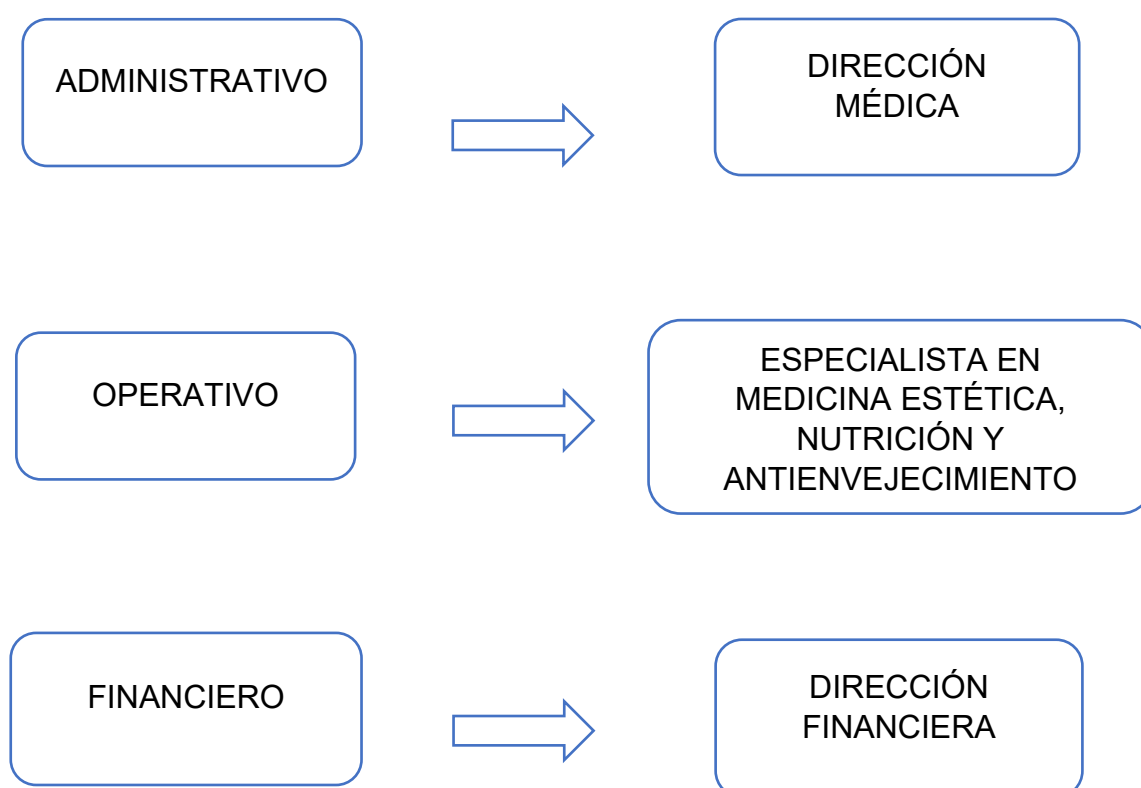 ADMINISTRATIVO
DIRECCIÓN
MÉDICA
OPERATIVO
ESPECIALISTA EN
MEDICINA ESTÉTICA,
NUTRICIÓN Y
ANTIENVEJECIMIENTO
FINANCIERO
DIRECCIÓN
FINANCIERA